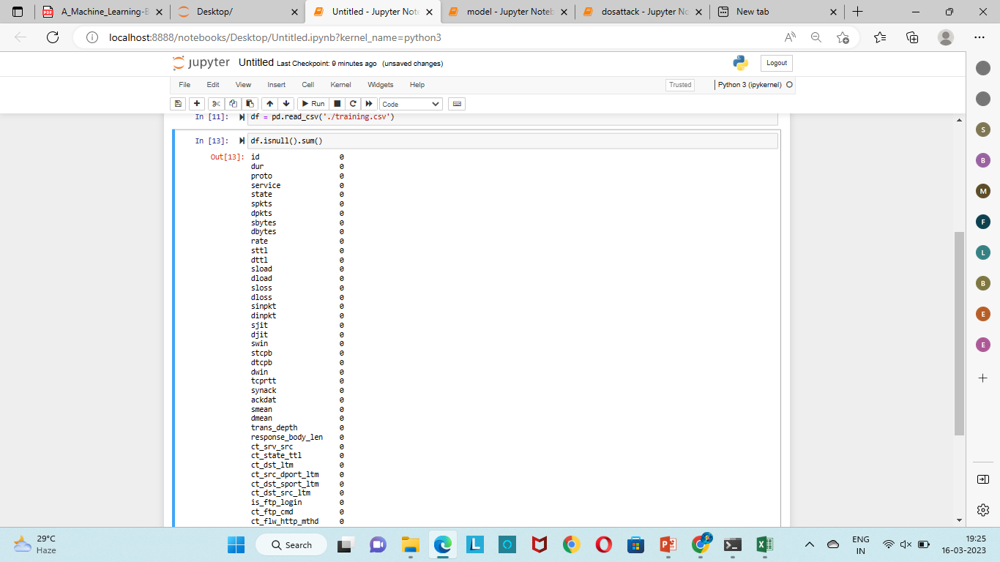 A_Machine_Learning-B
Desktop/
Untitled - Jupyter Note
model - Jupyter Noteb
dosattack - Jupyter No
New tab
localhost:8888/notebooks/Desktop/Untitled.ipynb?kernel_name=python3
jupyter Untitled Last Checkpoint: 9 minutes ago (unsaved changes)
Logout
File Edit View Insert Cell Kernel Widgets Help
Trusted
Python 3 (ipykernel)
Run
Code
In [11]: df = pd.read_csv('./training.csv')
In [13]: df.isnull().sum()
Out[13]: id 0
dur 0
proto 0
service 0
state 0
spkts 0
dpkts 0
sbytes 0
dbytes 0
rate 0
sttl 0
dttl 0
sload 0
dload 0
sloss 0
dloss 0
sinpkt 0
dinpkt 0
sjit 0
djit 0
swin 0
stcpb 0
dtcpb 0
dwin 0
tcprtt 0
synack 0
ackdat 0
smean 0
dmean 0
trans_depth 0
response_body_len 0
ct_srv_src 0
ct_state_ttl 0
ct_dst_ltm 0
ct_src_dport_ltm 0
ct_dst_sport_ltm 0
ct_dst_src_ltm 0
is_ftp_login 0
ct_ftp_cmd 0
ct_flw_http_mthd 0
S
B
M
F
L
B
E
E
29°C
Haze
Search
ENG
IN
19:25
16-03-2023